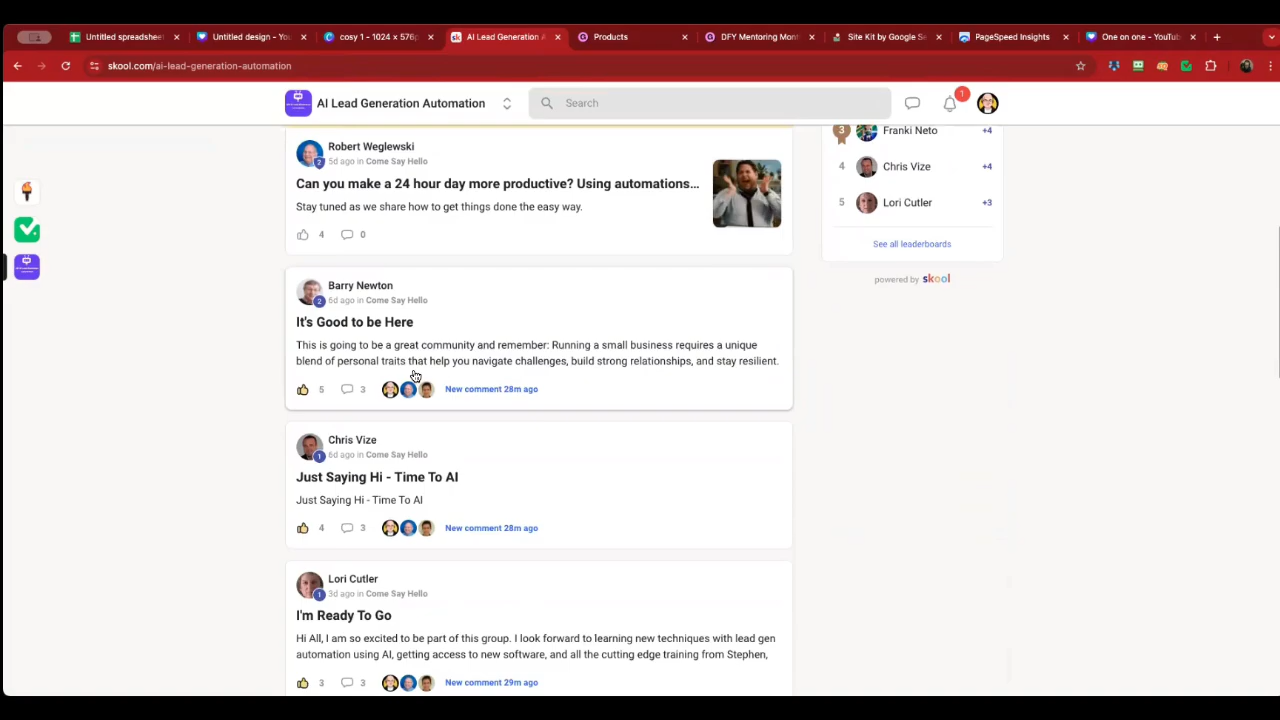 Untitled spreadsheet
Untitled design - You
cosy 1 - 1024 x 576p
sk
AI Lead Generation A
Products
DFY Mentoring Mont
Site Kit by Google Se
PageSpeed Insights
One on one - YouTub
skool.com/ai-lead-generation-automation
AI Lead Generation Automation
Search
1
3
Franki Neto
+4
4
Chris Vize
+4
5
Lori Cutler
+3
See all leaderboards
powered by skool
Robert Weglewski
2
5d ago in Come Say Hello
Can you make a 24 hour day more productive? Using automations...
Stay tuned as we share how to get things done the easy way.
4
0
Barry Newton
2
6d ago in Come Say Hello
It's Good to be Here
This is going to be a great community and remember: Running a small business requires a unique
blend of personal traits that help you navigate challenges, build strong relationships, and stay resilient.
5
3
New comment 28m ago
Chris Vize
1
6d ago in Come Say Hello
Just Saying Hi - Time To AI
Just Saying Hi - Time To AI
4
3
New comment 28m ago
Lori Cutler
1
3d ago in Come Say Hello
I'm Ready To Go
Hi All, I am so excited to be part of this group. I look forward to learning new techniques with lead gen
automation using AI, getting access to new software, and all the cutting edge training from Stephen,
3
3
New comment 29m ago